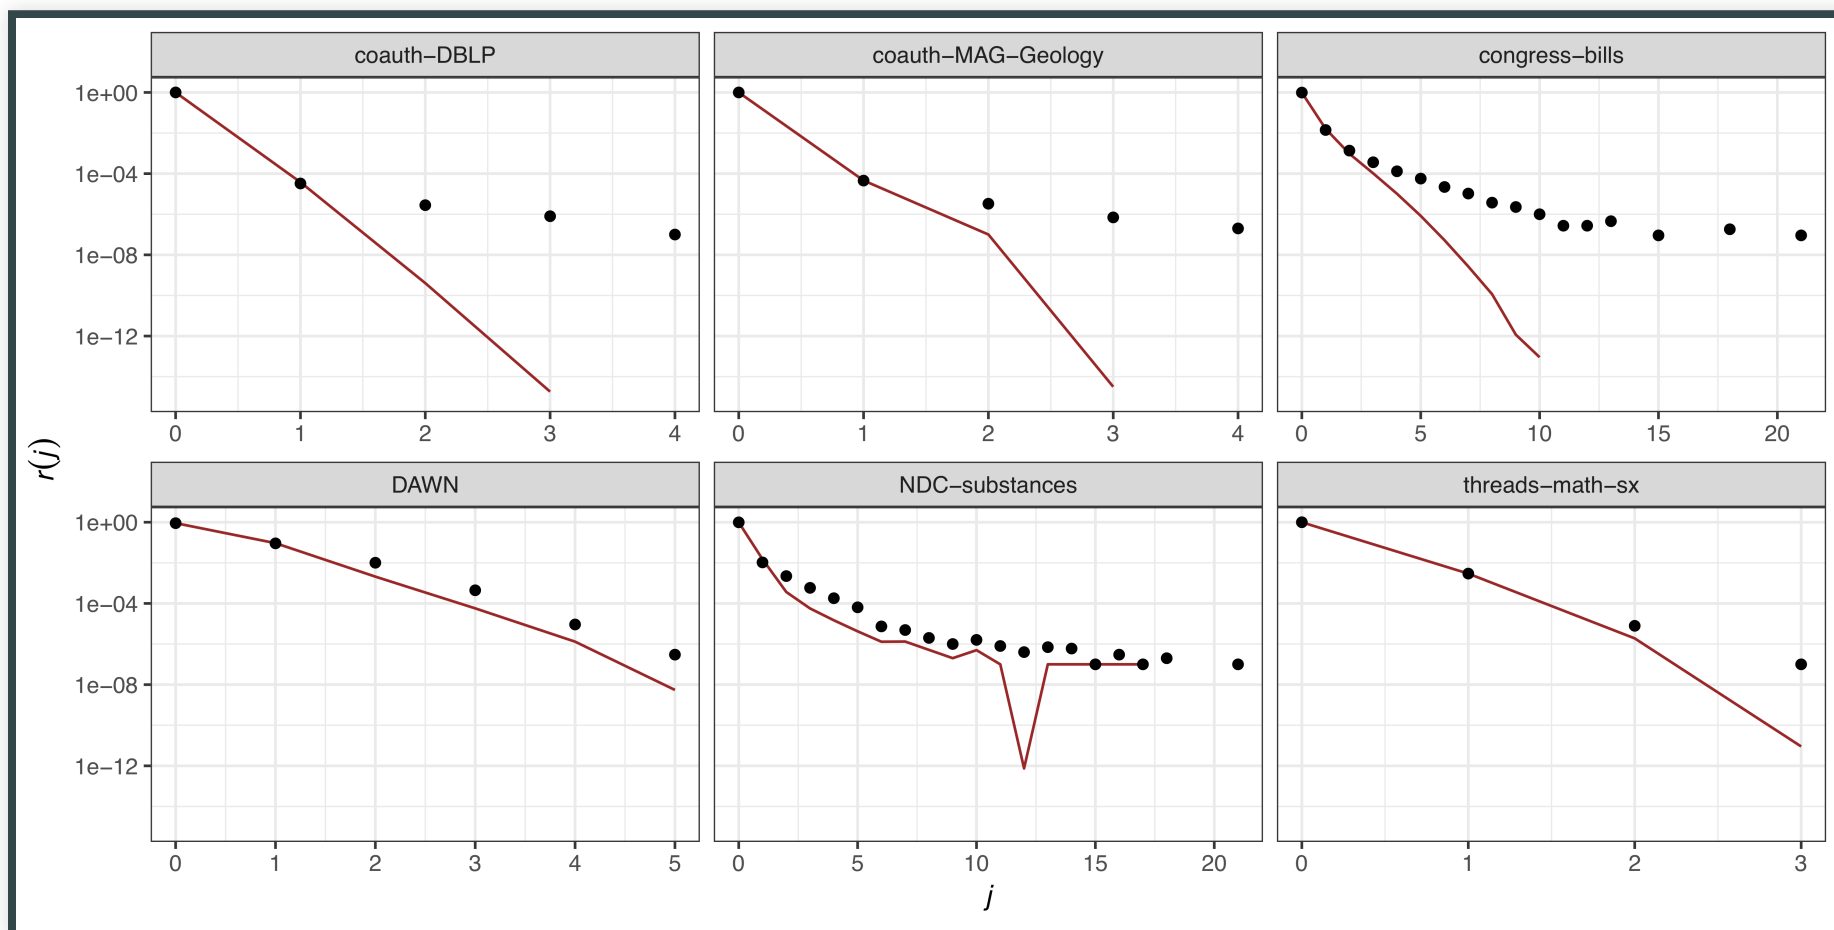 coauth−DBLP
coauth−MAG−Geology
congress−bills
1e+00
1e−04
1e−08
1e−12
0 1 2 3 4
0 1 2 3 4
0 5 10 15 20
r(j)
DAWN
NDC−substances
threads−math−sx
1e+00
1e−04
1e−08
1e−12
0 1 2 3 4 5
0 5 10 15 20
0 1 2 3
j